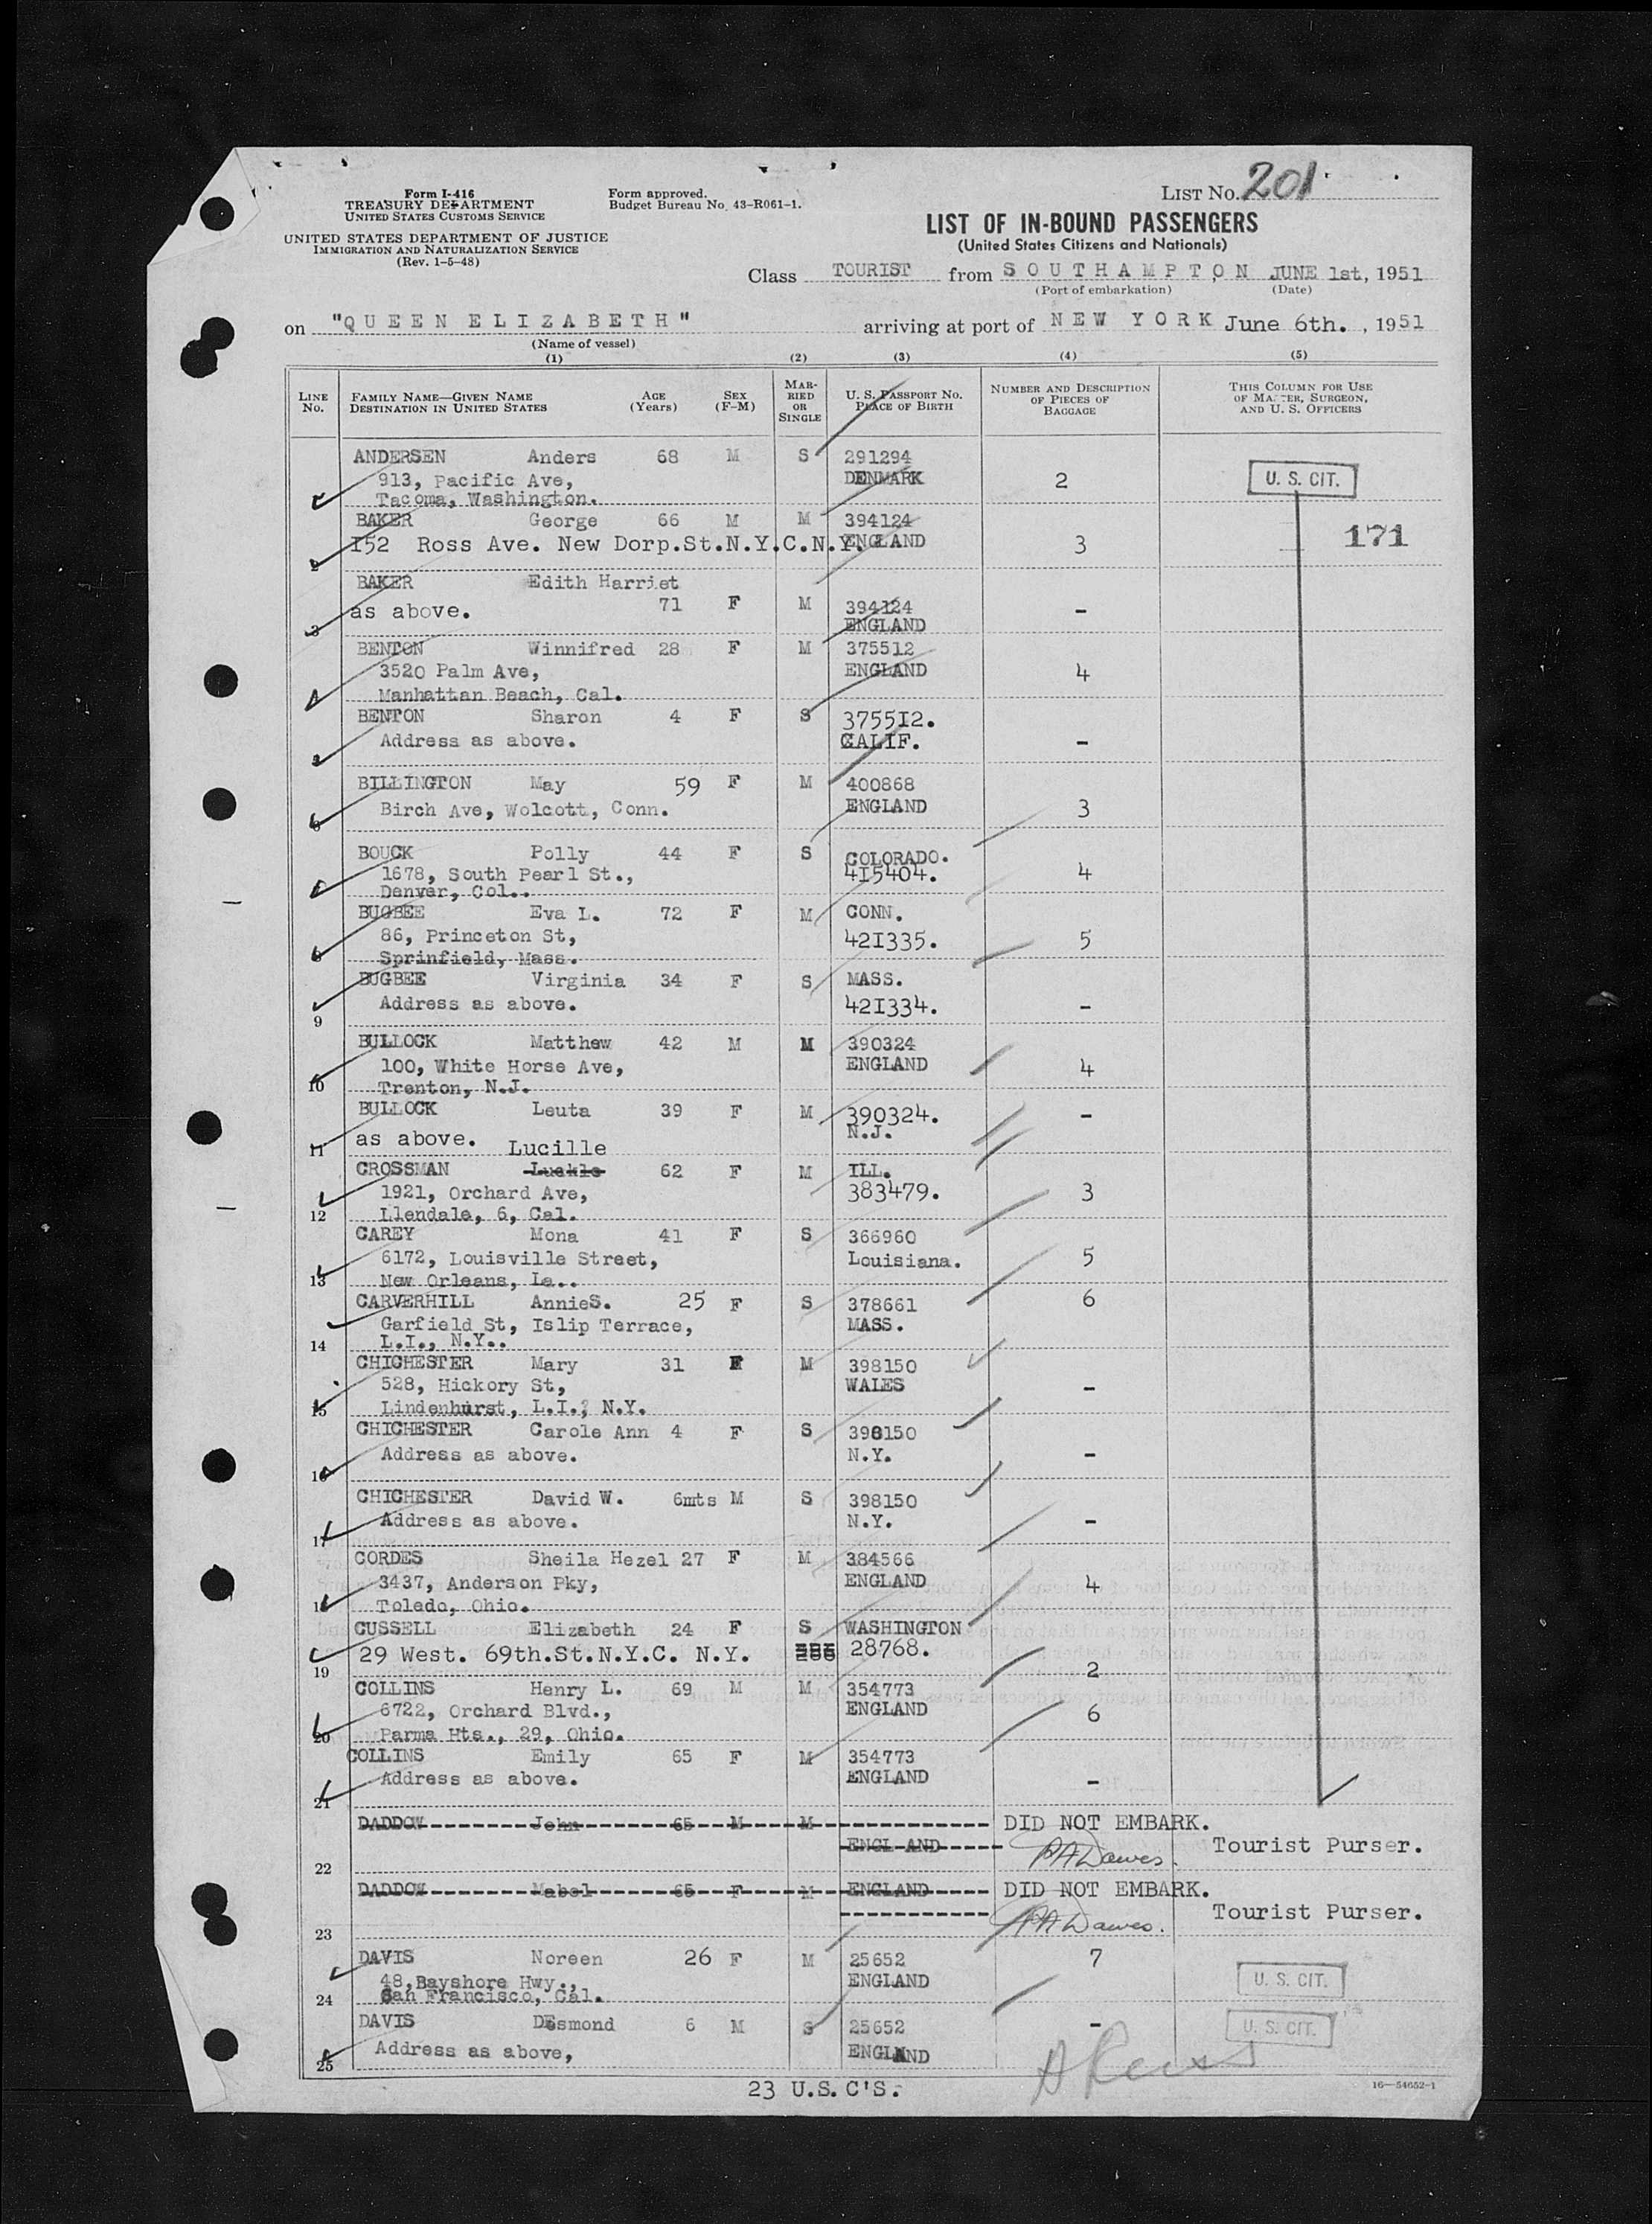 Form I-416
TREASURY DEPARTMENT
UNITED STATES CUSTOMS SERVICE
UNITED STATES DEPARTMENT OF JUSTICE
IMMIGRATION AND NATURALIZATION SERVICE
(Rev. 1-5-48)
Form approved.
Budget Bureau No. 43-R061-1.
LIST NO. 201
LIST OF IN-BOUND PASSENGERS
(United States Citizens and Nationals)
Class TOURIST from SOUTHAMPTON JUNE 1st, 1951
(Port of embarkation) (Date)
on "QUEEN ELIZABETH" arriving at port of NEW YORK June 6th. , 1951
(Name of vessel)
(1) (2) (3) (4) (5)
LINE No. FAMILY NAME—GIVEN NAME DESTINATION IN UNITED STATES AGE (Years) SEX (F-M) MARRIED OR SINGLE U. S. PASSPORT NO. PLACE OF BIRTH NUMBER AND DESCRIPTION OF PIECES OF BAGGAGE THIS COLUMN FOR USE OF MASTER, SURGEON, AND U. S. OFFICERS
ANDERSEN Anders 68 M S 291294
913, Pacific Ave, DENMARK 2 U. S. CIT.
Tacoma, Washington.
BAKER George 66 M M 394124
152 Ross Ave. New Dorp.St.N.Y.C.N.Y. ENGLAND 3 171
2
BAKER Edith Harriet
as above. 71 F M 394124 -
3 ENGLAND
BENTON Winnifred 28 F M 375512
3520 Palm Ave, ENGLAND 4
Manhattan Beach, Cal.
BENTON Sharon 4 F S 375512.
Address as above. CALIF. -
BILLINGTON May 59 F M 400868
Birch Ave, Wolcott, Conn. ENGLAND 3
6
BOUCK Polly 44 F S COLORADO.
1678, South Pearl St., 415404. 4
Denver, Col..
BUGBEE Eva L. 72 F M CONN.
86, Princeton St, 421335. 5
8 Sprinfield, Mass.
BUGBEE Virginia 34 F S MASS.
Address as above. 421334. -
9
BULLOCK Matthew 42 M M 390324
100, White Horse Ave, ENGLAND 4
10 Trenton, N.J.
BULLOCK Leuta 39 F M 390324. -
N.J.
11 as above. Lucille
CROSSMAN 62 F M ILL.
1921, Orchard Ave, 383479. 3
12 Llendale, 6, Cal.
CAREY Mona 41 F S 366960
6172, Louisville Street, Louisiana. 5
13 New Orleans, La..
CARVERHILL AnnieS. 25 F S 378661 6
Garfield St, Islip Terrace, MASS.
14 L.I., N.Y..
CHICHESTER Mary 31 F M 398150
528, Hickory St, WALES -
15 Lindenhurst, L.I., N.Y.
CHICHESTER Carole Ann 4 F S 398150
Address as above. N.Y. -
16
CHICHESTER David W. 6mts M S 398150
Address as above. N.Y. -
17
CORDES Sheila Hezel 27 F M 384566
3437, Anderson Pky, ENGLAND 4
Toledo, Ohio.
CUSSELL Elizabeth 24 F S WASHINGTON
29 West. 69th.St.N.Y.C. N.Y. 28768.
19 2
COLLINS Henry L. 69 M M 354773
6722, Orchard Blvd., ENGLAND 6
20 Parma Hts., 29, Ohio.
COLLINS Emily 65 F M 354773
Address as above. ENGLAND -
21
DADDOW John 65 M M DID NOT EMBARK.
ENGLAND P A Dawes. Tourist Purser.
22
DADDOW Mabel 65 F M ENGLAND DID NOT EMBARK.
P A Dawes. Tourist Purser.
23
DAVIS Noreen 26 F M 25652 7
48,Bayshore Hwy., ENGLAND U. S. CIT.
24 San Francisco, Cal.
DAVIS Desmond 6 M S 25652 - U. S. CIT.
Address as above, ENGLAND
25
23 U.S.C'S.
16—54652-1